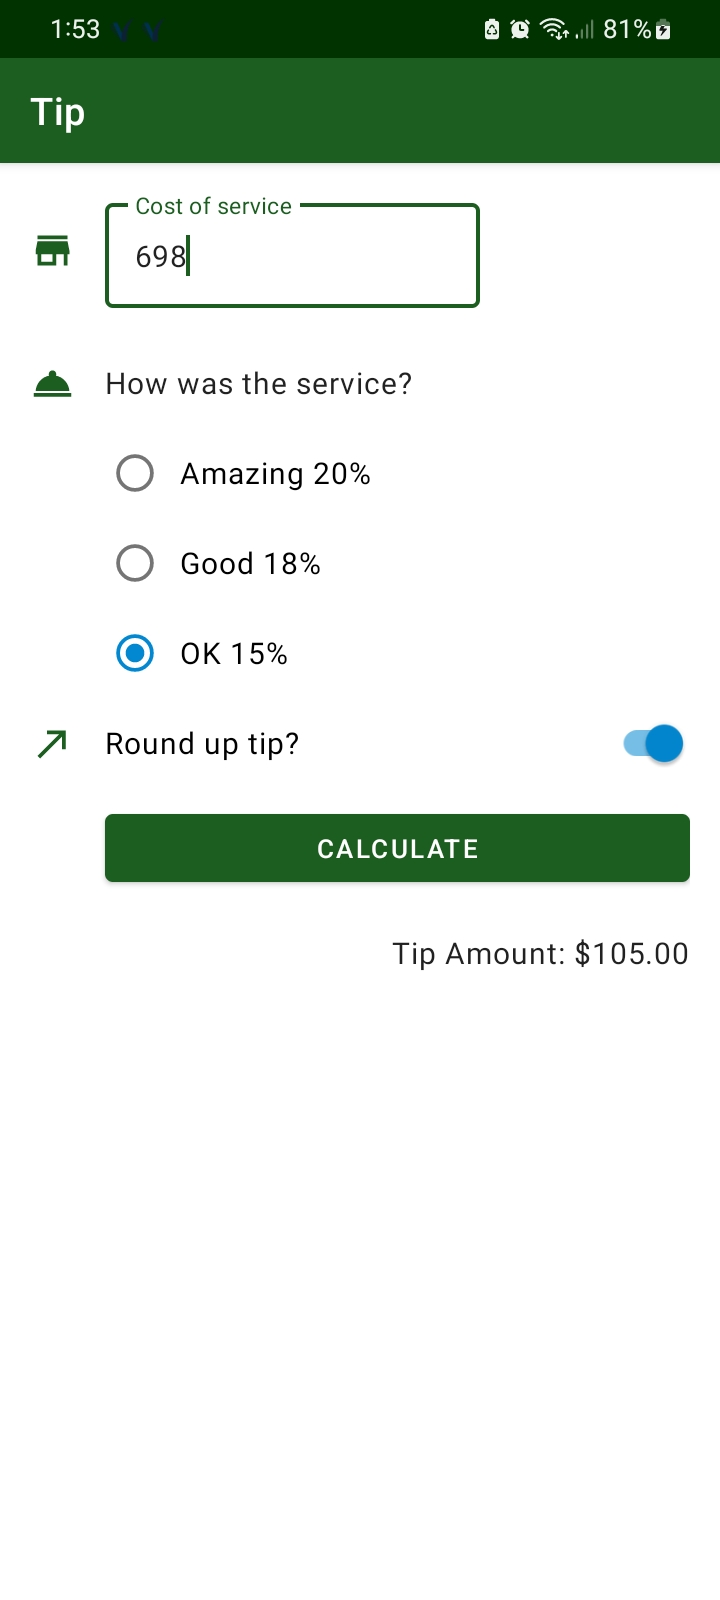 1:53 81%
Tip
Cost of service
698
How was the service?
Amazing 20%
Good 18%
OK 15%
Round up tip?
CALCULATE
Tip Amount: $105.00